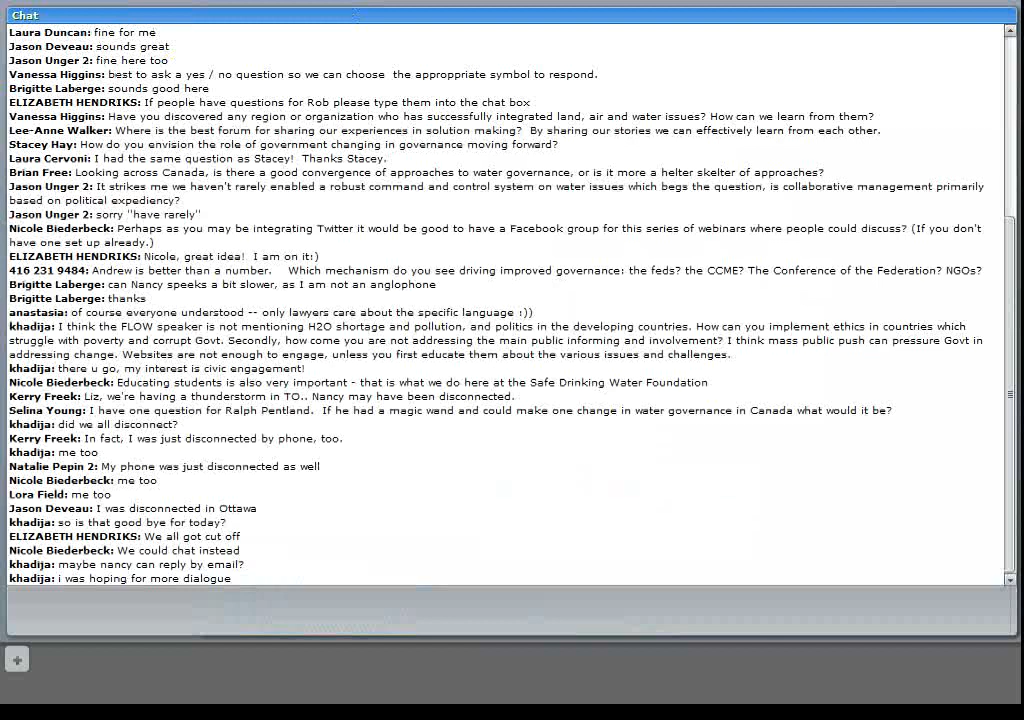 Chat
Laura Duncan: fine for me
Jason Deveau: sounds great
Jason Unger 2: fine here too
Vanessa Higgins: best to ask a yes / no question so we can choose  the approppriate symbol to respond.
Brigitte Laberge: sounds good here
ELIZABETH HENDRIKS: If people have questions for Rob please type them into the chat box
Vanessa Higgins: Have you discovered any region or organization who has successfully integrated land, air and water issues? How can we learn from them?
Lee-Anne Walker: Where is the best forum for sharing our experiences in solution making?  By sharing our stories we can effectively learn from each other.
Stacey Hay: How do you envision the role of government changing in governance moving forward?
Laura Cervoni: I had the same question as Stacey!  Thanks Stacey.
Brian Free: Looking across Canada, is there a good convergence of approaches to water governance, or is it more a helter skelter of approaches?
Jason Unger 2: It strikes me we haven't rarely enabled a robust command and control system on water issues which begs the question, is collaborative management primarily
based on political expediency?
Jason Unger 2: sorry "have rarely"
Nicole Biederbeck: Perhaps as you may be integrating Twitter it would be good to have a Facebook group for this series of webinars where people could discuss? (If you don't
have one set up already.)
ELIZABETH HENDRIKS: Nicole, great idea!  I am on it:)
416 231 9484: Andrew is better than a number.    Which mechanism do you see driving improved governance: the feds? the CCME? The Conference of the Federation? NGOs?
Brigitte Laberge: can Nancy speeks a bit slower, as I am not an anglophone
Brigitte Laberge: thanks
anastasia: of course everyone understood -- only lawyers care about the specific language :))
khadija: I think the FLOW speaker is not mentioning H2O shortage and pollution, and politics in the developing countries. How can you implement ethics in countries which
struggle with poverty and corrupt Govt. Secondly, how come you are not addressing the main public informing and involvement? I think mass public push can pressure Govt in
addressing change. Websites are not enough to engage, unless you first educate them about the various issues and challenges.
khadija: there u go, my interest is civic engagement!
Nicole Biederbeck: Educating students is also very important - that is what we do here at the Safe Drinking Water Foundation
Kerry Freek: Liz, we're having a thunderstorm in TO.. Nancy may have been disconnected.
Selina Young: I have one question for Ralph Pentland.  If he had a magic wand and could make one change in water governance in Canada what would it be?
khadija: did we all disconnect?
Kerry Freek: In fact, I was just disconnected by phone, too.
khadija: me too
Natalie Pepin 2: My phone was just disconnected as well
Nicole Biederbeck: me too
Lora Field: me too
Jason Deveau: I was disconnected in Ottawa
khadija: so is that good bye for today?
ELIZABETH HENDRIKS: We all got cut off
Nicole Biederbeck: We could chat instead
khadija: maybe nancy can reply by email?
khadija: i was hoping for more dialogue